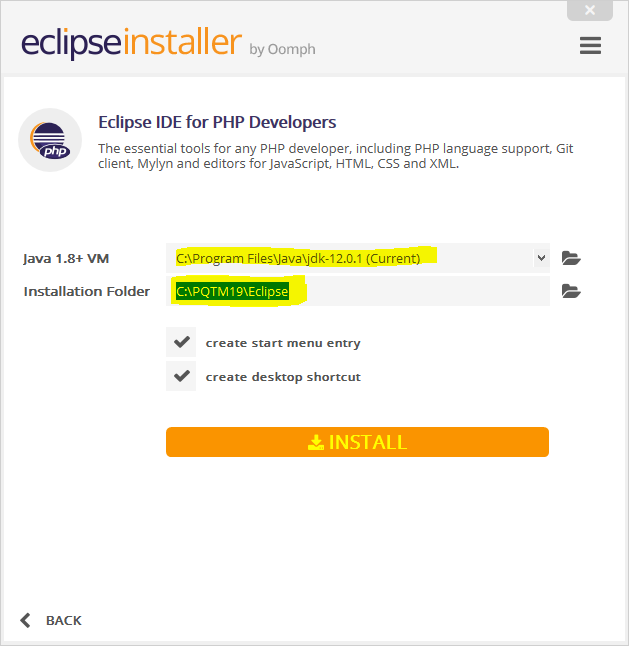 eclipseinstaller by Oomph
php
Eclipse IDE for PHP Developers
The essential tools for any PHP developer, including PHP language support, Git
client, Mylyn and editors for JavaScript, HTML, CSS and XML.
Java 1.8+ VM C:\Program Files\Java\jdk-12.0.1 (Current)
Installation Folder C:\PQTM19\Eclipse
create start menu entry
create desktop shortcut
INSTALL
BACK